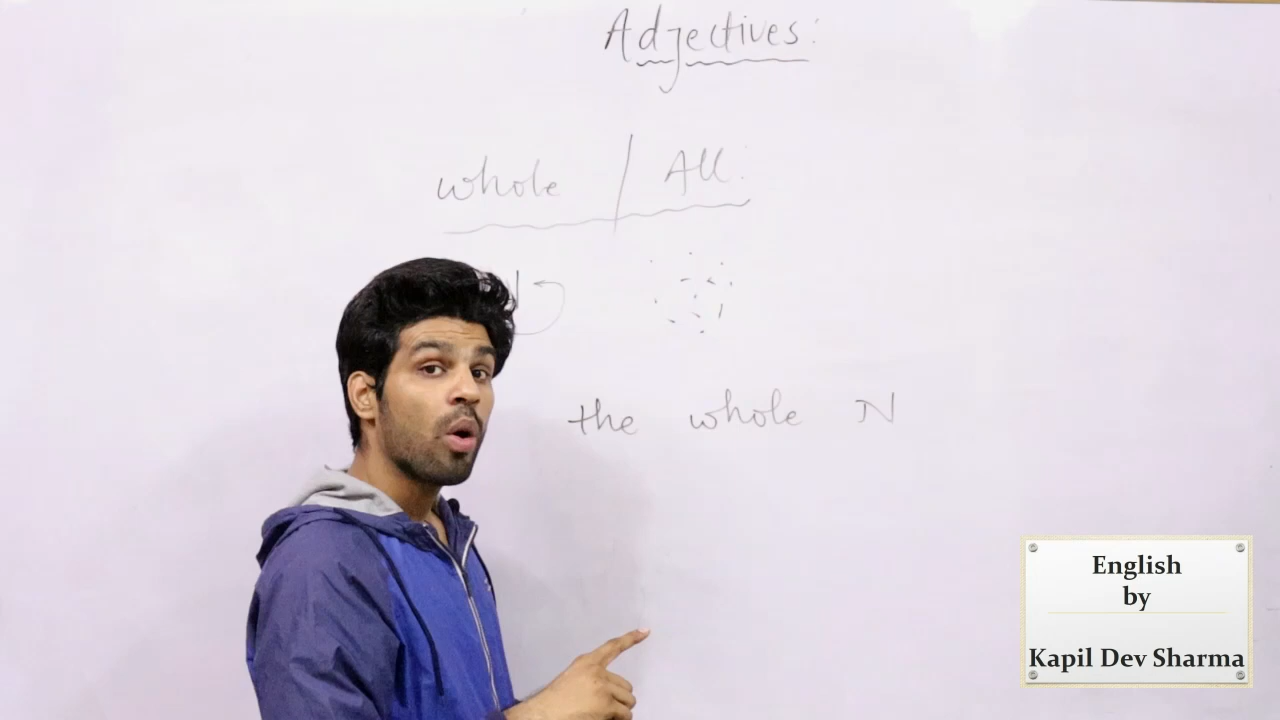 Adjectives:
whole / All:
the whole N
English
by
Kapil Dev Sharma